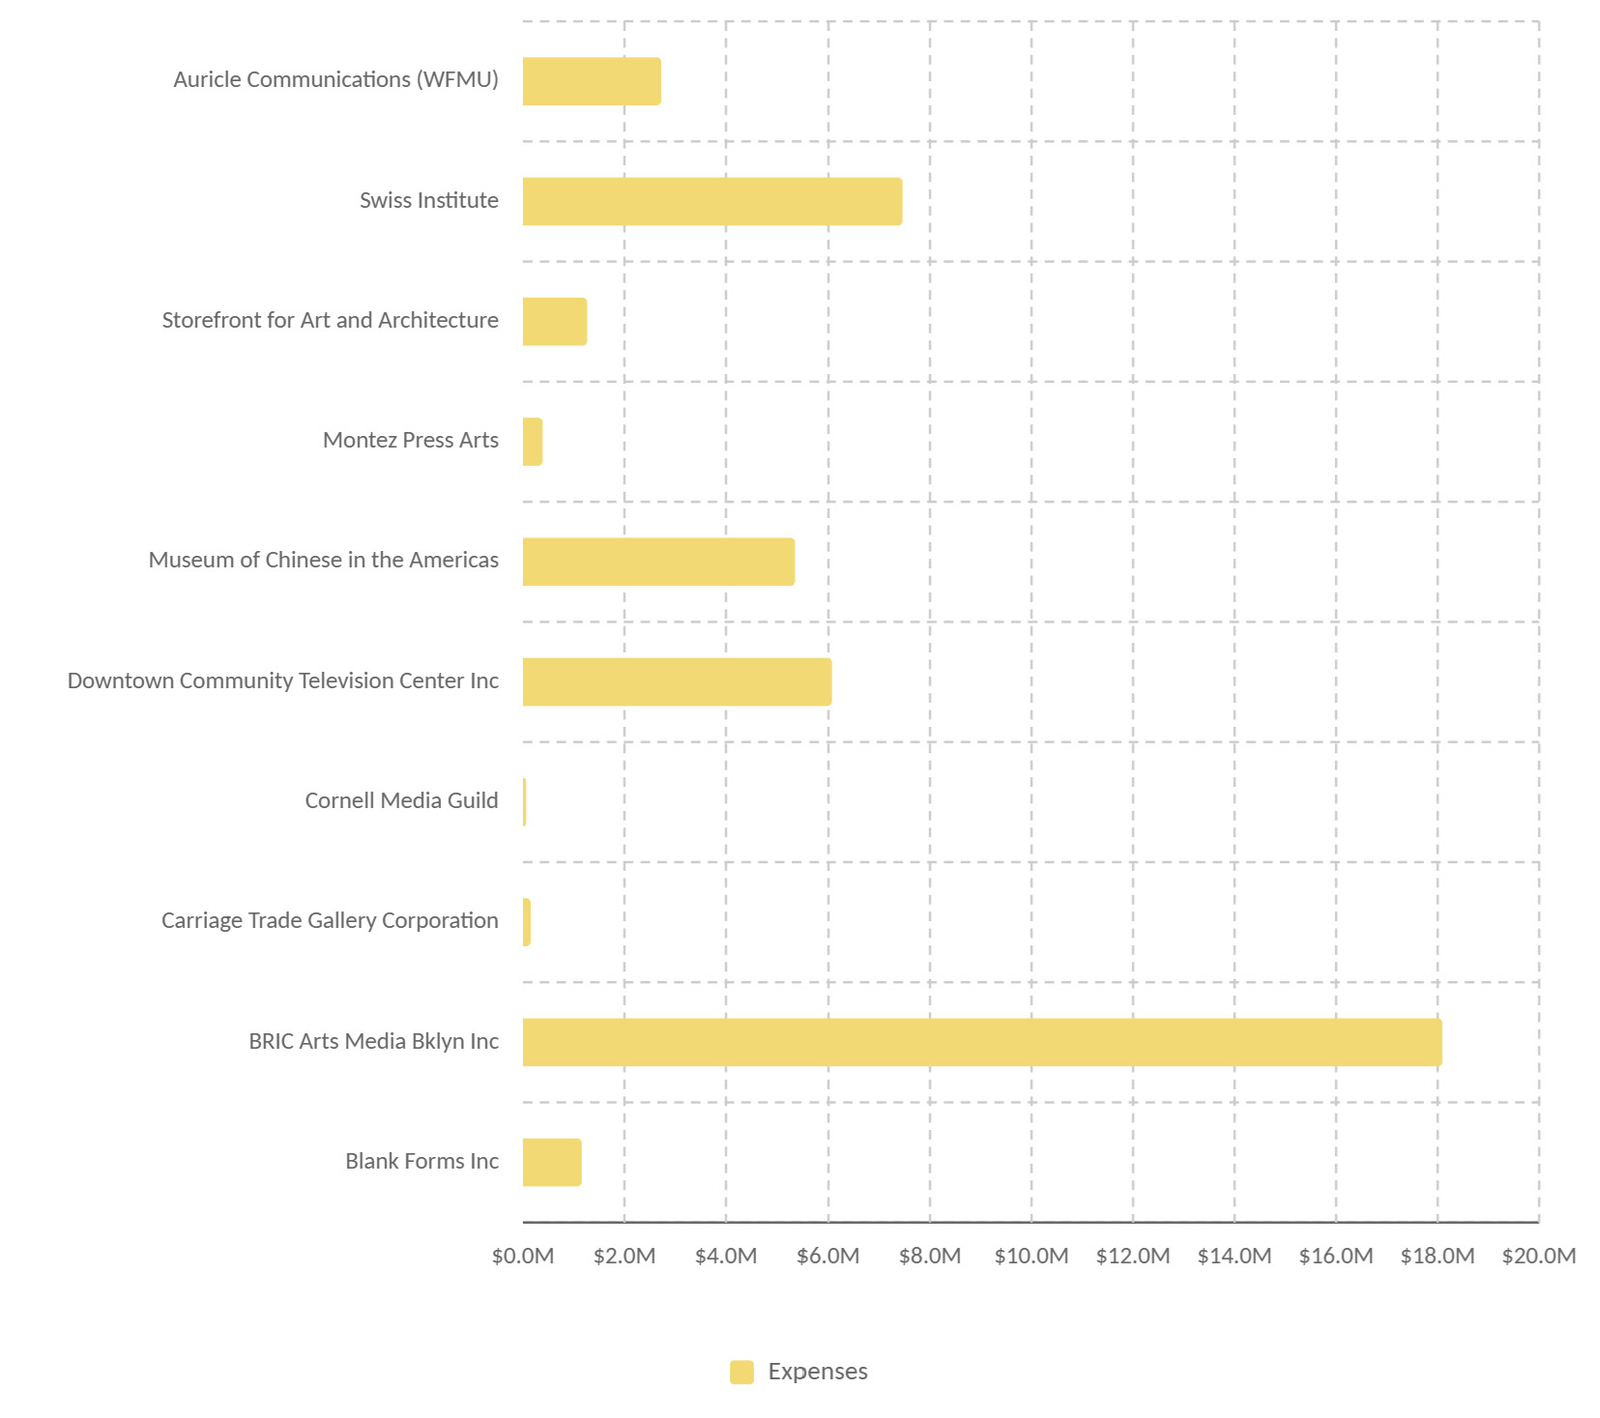 Auricle Communications (WFMU)
Swiss Institute
Storefront for Art and Architecture
Montez Press Arts
Museum of Chinese in the Americas
Downtown Community Television Center Inc
Cornell Media Guild
Carriage Trade Gallery Corporation
BRIC Arts Media Bklyn Inc
Blank Forms Inc
$0.0M $2.0M $4.0M $6.0M $8.0M $10.0M $12.0M $14.0M $16.0M $18.0M $20.0M
Expenses